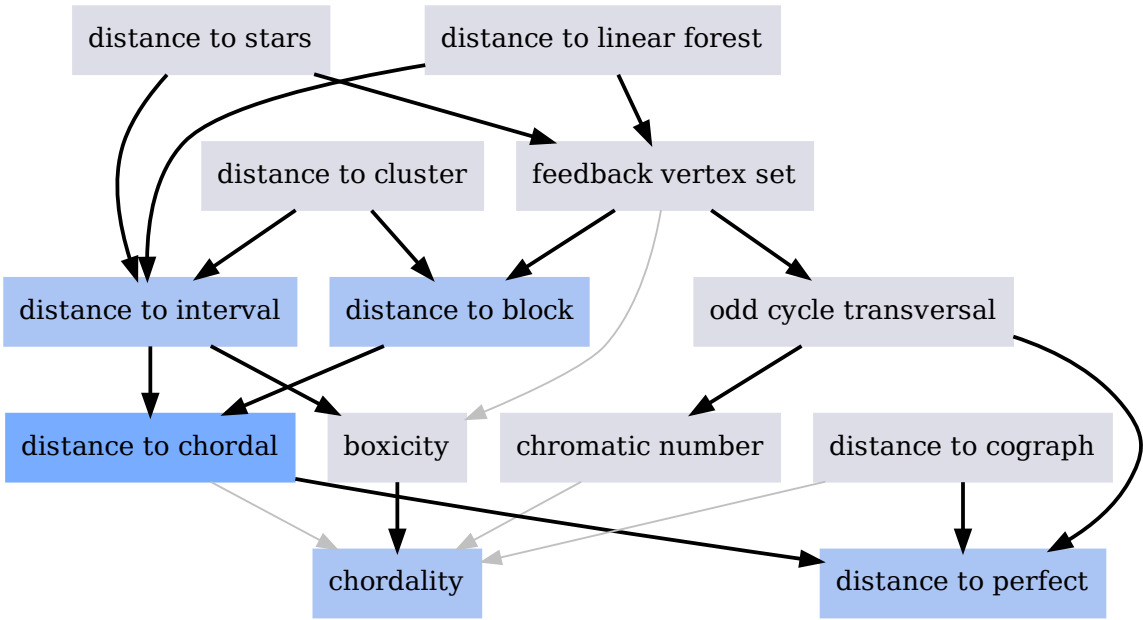 distance to stars
distance to linear forest
distance to cluster
feedback vertex set
distance to interval
distance to block
odd cycle transversal
distance to chordal
boxicity
chromatic number
distance to cograph
chordality
distance to perfect